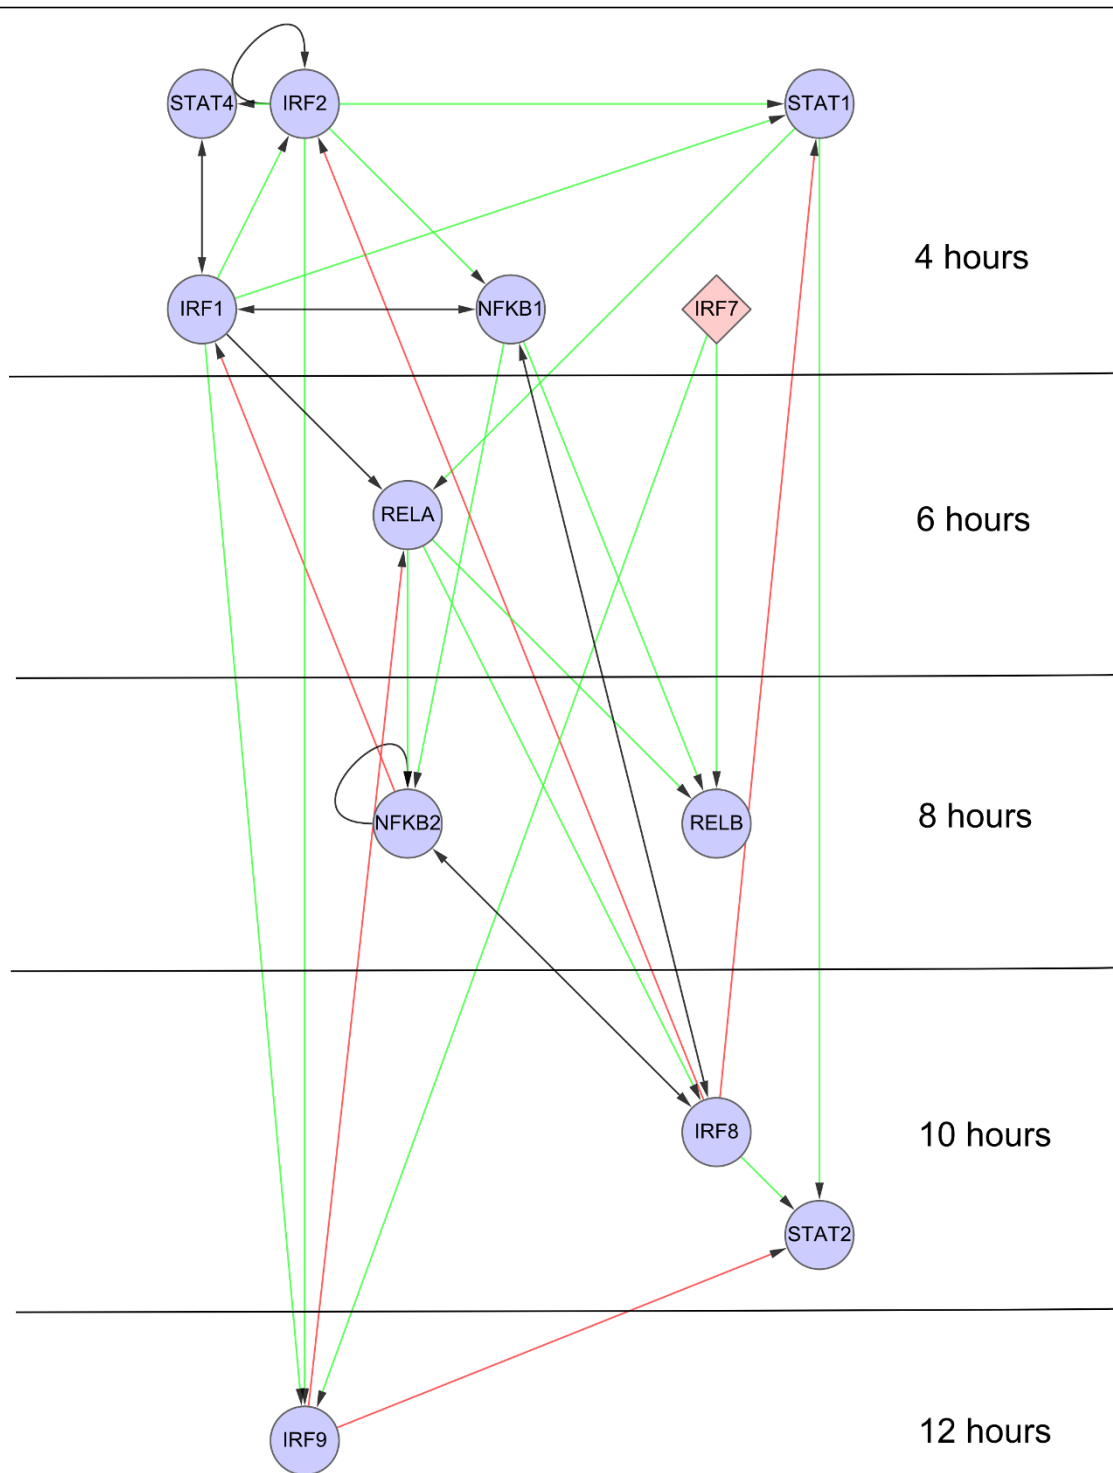 STAT4
IRF2
STAT1
4 hours
IRF1
NFKB1
IRF7
RELA
6 hours
NFKB2
RELB
8 hours
IRF8
10 hours
STAT2
IRF9
12 hours